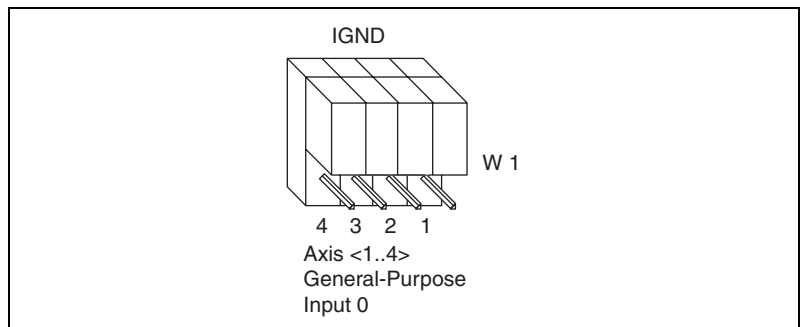 IGND
W 1
4 3 2 1
Axis <1..4>
General-Purpose
Input 0